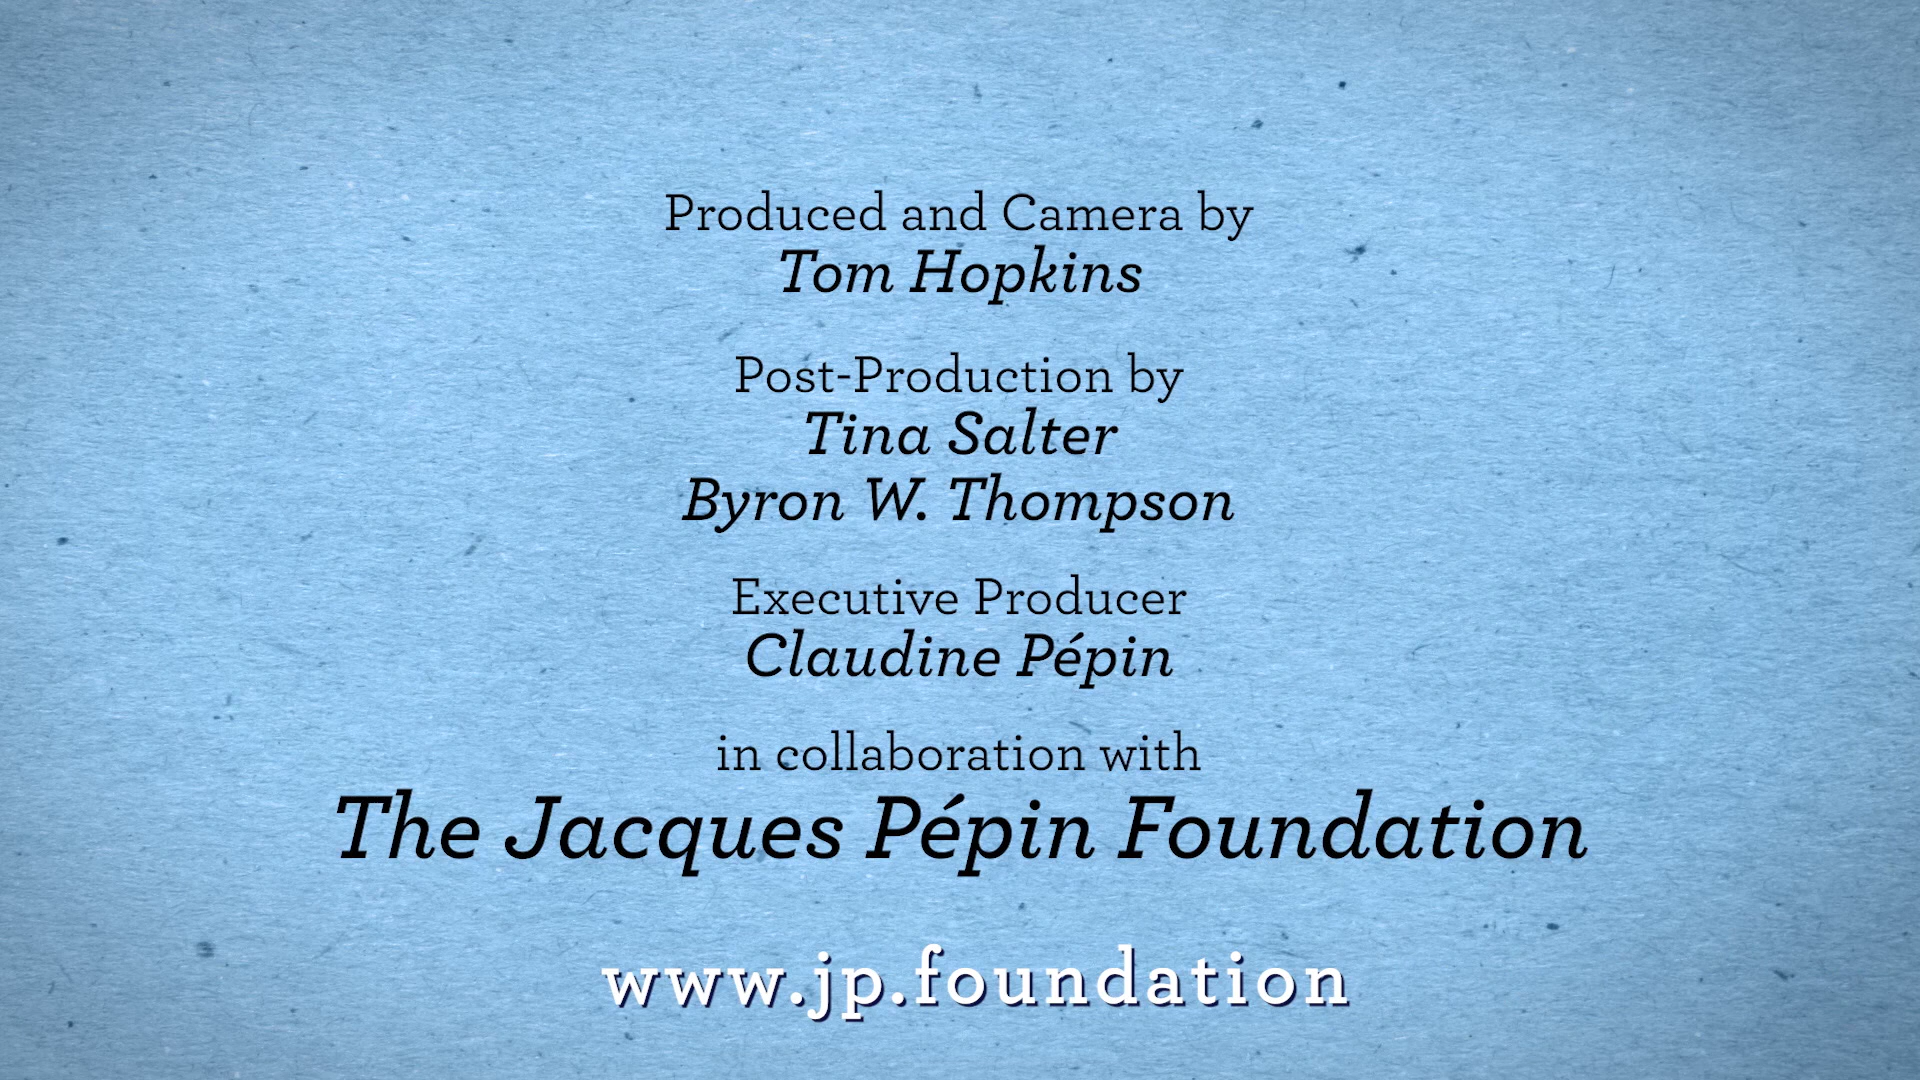 Produced and Camera by
Tom Hopkins
Post-Production by
Tina Salter
Byron W. Thompson
Executive Producer
Claudine Pépin
in collaboration with
The Jacques Pépin Foundation
www.jp.foundation